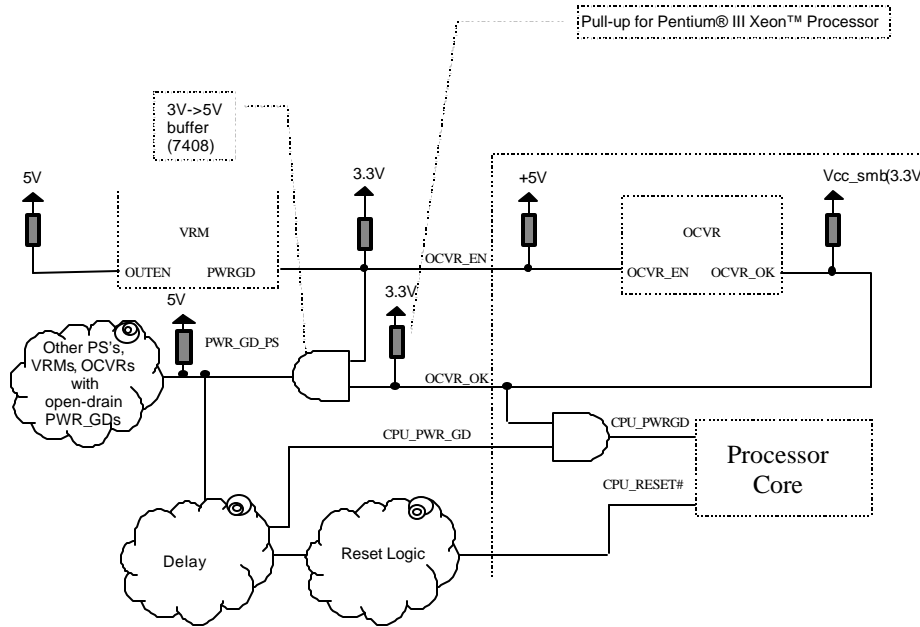 Pull-up for Pentium® III Xeon™ Processor
3V->5V
buffer
(7408)
5V
3.3V
+5V
Vcc_smb(3.3V
VRM
OCVR
OUTEN
PWRGD
OCVR_EN
OCVR_EN
OCVR_OK
5V
3.3V
PWR_GD_PS
Other PS's,
VRMs, OCVRs
with
open-drain
PWR_GDs
OCVR_OK
CPU_PWR_GD
CPU_PWRGD
Processor
Core
CPU_RESET#
Delay
Reset Logic